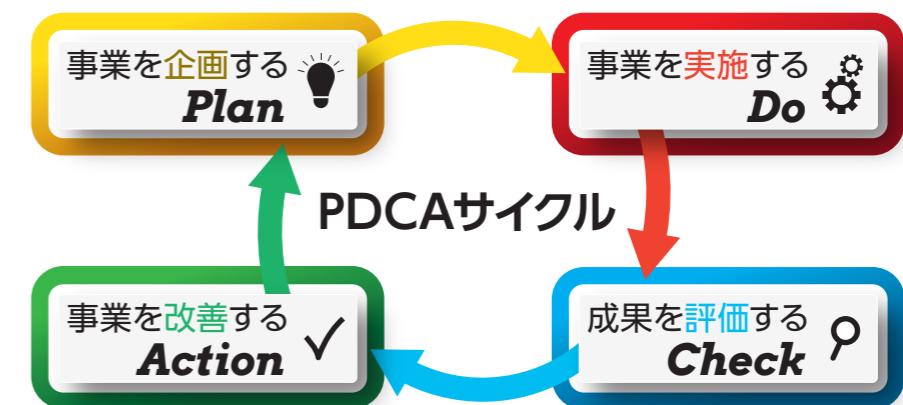 事業を企画する
Plan
事業を実施する
Do
PDCAサイクル
事業を改善する
Action
成果を評価する
Check